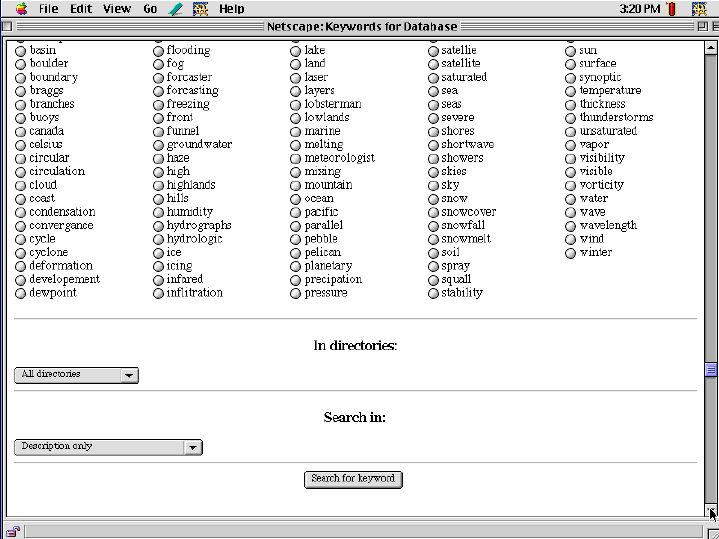 File Edit View Go Help 3:20 PM
Netscape: Keywords for Database
basin flooding lake satellie sun
boulder fog land satellite surface
boundary forcaster laser saturated synoptic
braggs forcasting layers sea temperature
branches freezing lobsterman seas thickness
buoys front lowlands severe thunderstorms
canada funnel marine shores unsaturated
celsius groundwater melting shortwave vapor
circular haze meteorologist showers visibility
circulation high mixing skies visible
cloud highlands mountain sky vorticity
coast hills ocean snow water
condensation humidity pacific snowcover wave
convergance hydrographs parallel snowfall wavelength
cycle hydrologic pebble snowmelt wind
cyclone ice pelican soil winter
deformation icing planetary spray
developement infared precipation squall
dewpoint inflitration pressure stability
In directories:
All directories
Search in:
Description only
Search for keyword